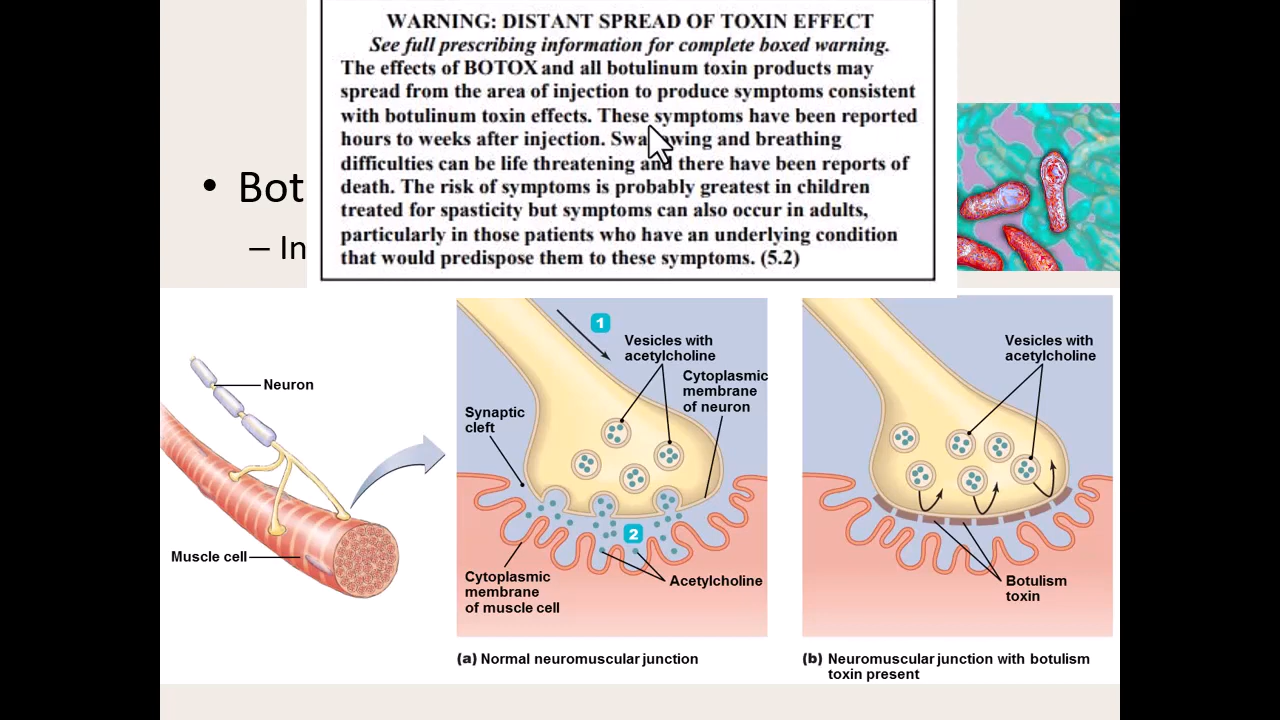 WARNING: DISTANT SPREAD OF TOXIN EFFECT
See full prescribing information for complete boxed warning.
The effects of BOTOX and all botulinum toxin products may
spread from the area of injection to produce symptoms consistent
with botulinum toxin effects. These symptoms have been reported
hours to weeks after injection. Swallowing and breathing
difficulties can be life threatening and there have been reports of
death. The risk of symptoms is probably greatest in children
treated for spasticity but symptoms can also occur in adults,
particularly in those patients who have an underlying condition
that would predispose them to these symptoms. (5.2)
• Bot
– In
Neuron
Muscle cell
1
Vesicles with
acetylcholine
Cytoplasmic
membrane
of neuron
Synaptic
cleft
2
Cytoplasmic
membrane
of muscle cell
Acetylcholine
(a) Normal neuromuscular junction
Vesicles with
acetylcholine
Botulism
toxin
(b) Neuromuscular junction with botulism
toxin present